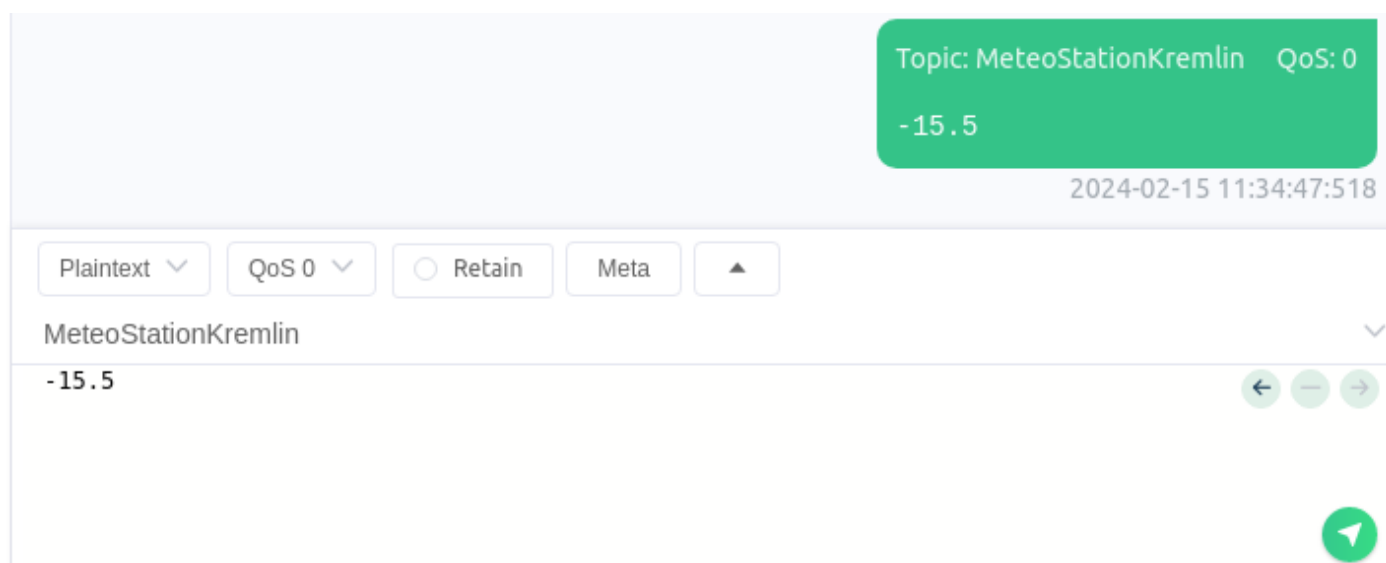 Topic: MeteoStationKremlin QoS: 0
-15.5
2024-02-15 11:34:47:518
Plaintext QoS 0 Retain Meta
MeteoStationKremlin
-15.5